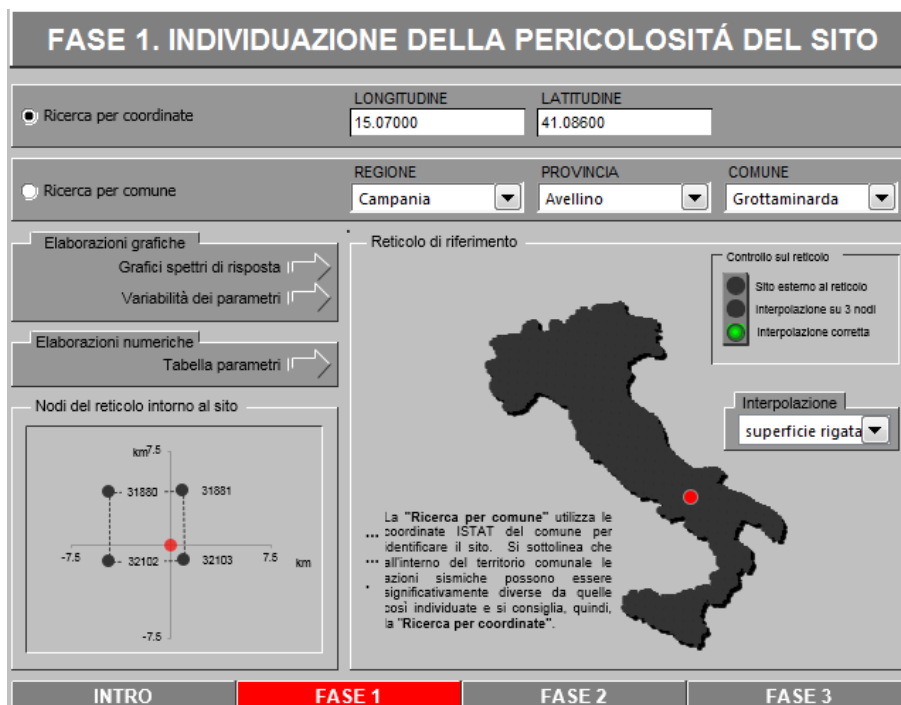 FASE 1. INDIVIDUAZIONE DELLA PERICOLOSITÁ DEL SITO
Ricerca per coordinate
LONGITUDINE
LATITUDINE
15.07000
41.08600
Ricerca per comune
REGIONE
PROVINCIA
COMUNE
Campania
Avellino
Grottaminarda
Elaborazioni grafiche
Grafici spettri di risposta
Variabilità dei parametri
Elaborazioni numeriche
Tabella parametri
Nodi del reticolo intorno al sito
km
7.5
31880
31881
-7.5
32102
32103
7.5
km
-7.5
Reticolo di riferimento
Controllo sul reticolo
Sito esterno al reticolo
Interpolazione su 3 nodi
Interpolazione corretta
Interpolazione
superficie rigata
La "Ricerca per comune" utilizza le
coordinate ISTAT del comune per
identificare il sito. Si sottolinea che
all'interno del territorio comunale le
azioni sismiche possono essere
significativamente diverse da quelle
così individuate e si consiglia, quindi,
la "Ricerca per coordinate".
INTRO
FASE 1
FASE 2
FASE 3